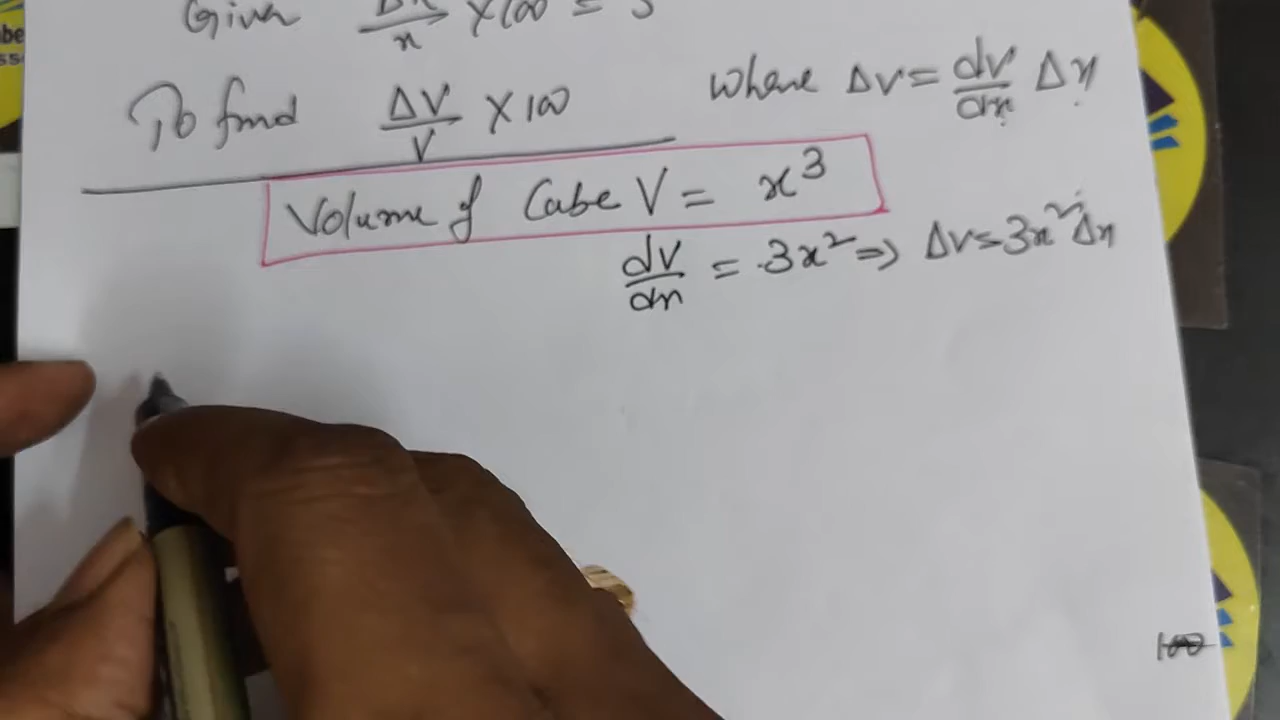 Given Δx/x × 100 = 3
To find ΔV/V × 100 where ΔV = dV/dx Δx
Volume of Cube V = x³
dV/dx = 3x² ⇒ ΔV = 3x² Δx
100